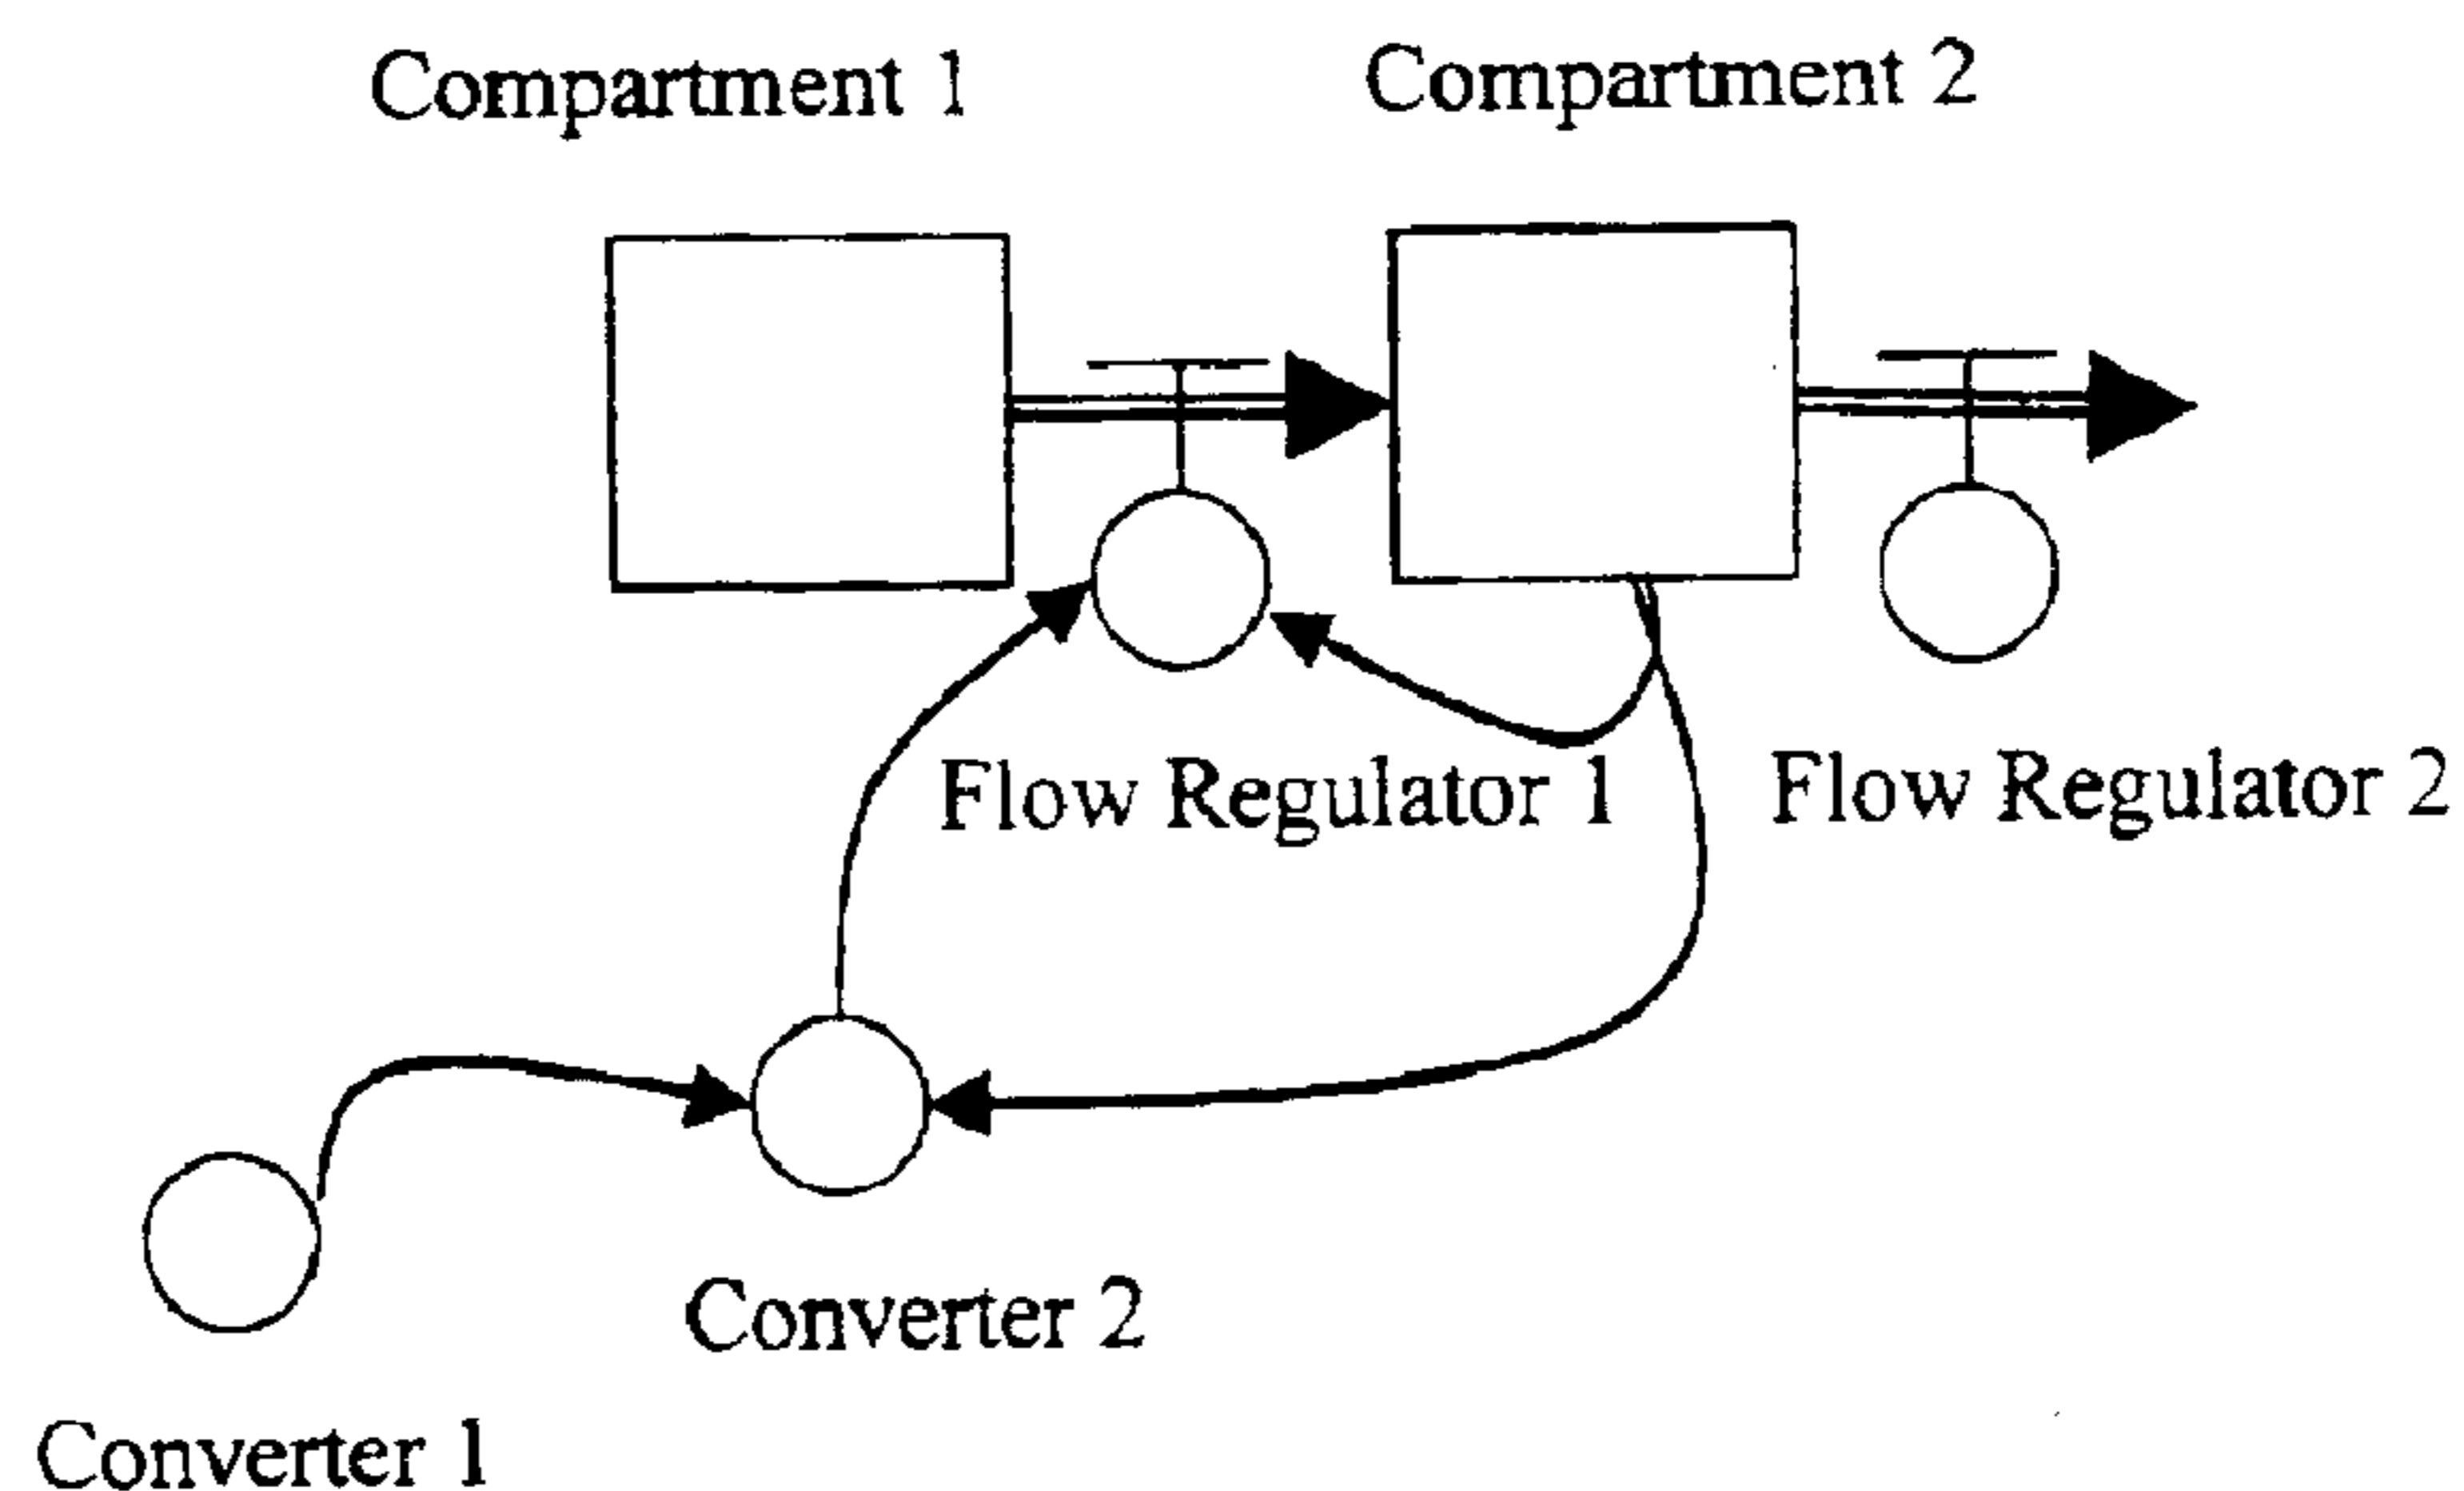 Compartment 1
Compartment 2
Flow Regulator 1
Flow Regulator 2
Converter 2
Converter 1